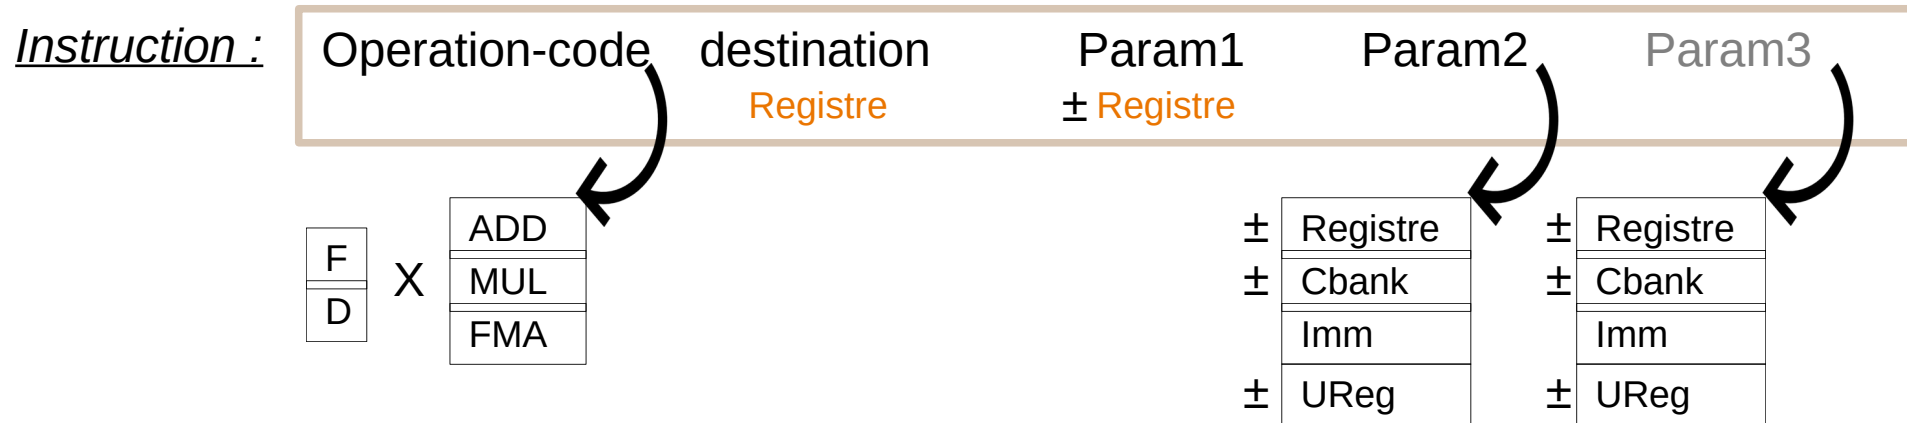 Instruction :
Operation-code destination Param1 Param2 Param3
Registre ± Registre
F
D
X
ADD
MUL
FMA
± Registre
± Cbank
Imm
± UReg
± Registre
± Cbank
Imm
± UReg